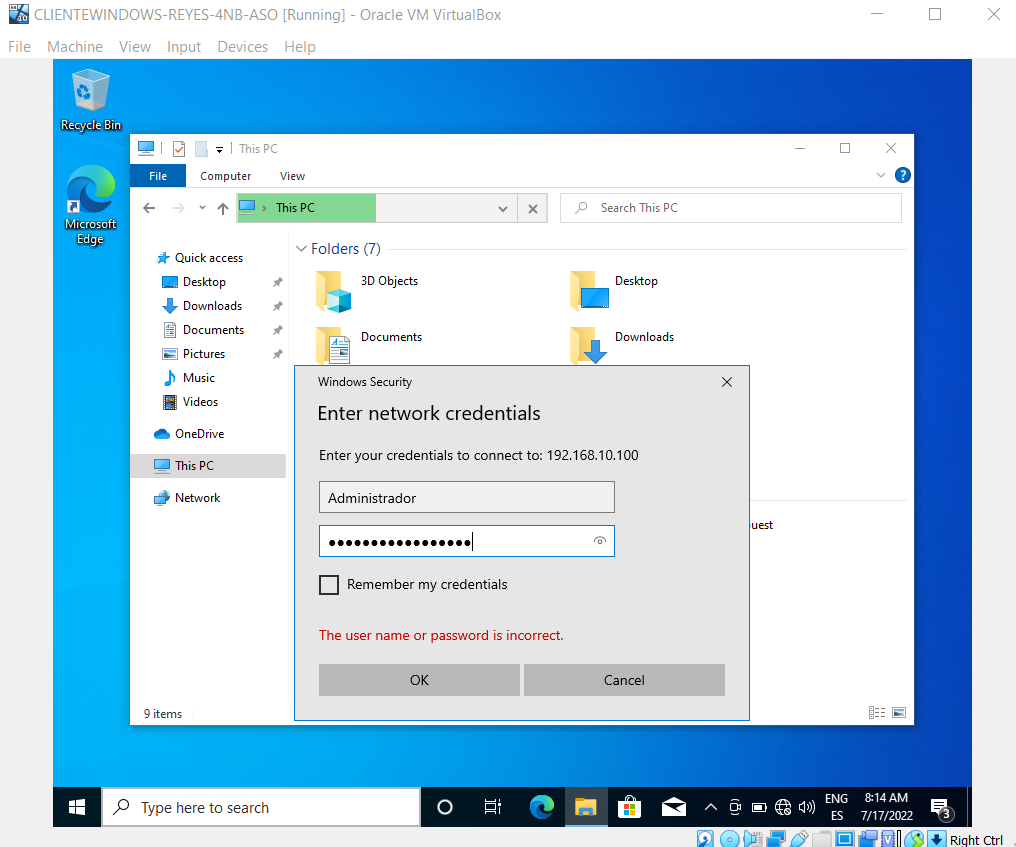 CLIENTEWINDOWS-REYES-4NB-ASO [Running] - Oracle VM VirtualBox
File Machine View Input Devices Help
Recycle Bin
Microsoft
Edge
This PC
File Computer View
This PC
Search This PC
Quick access
Desktop
Downloads
Documents
Pictures
Music
Videos
OneDrive
This PC
Network
Folders (7)
3D Objects
Desktop
Documents
Downloads
uest
Windows Security
Enter network credentials
Enter your credentials to connect to: 192.168.10.100
Administrador
Remember my credentials
The user name or password is incorrect.
OK Cancel
9 items
Type here to search
ENG
ES
8:14 AM
7/17/2022
3
Right Ctrl